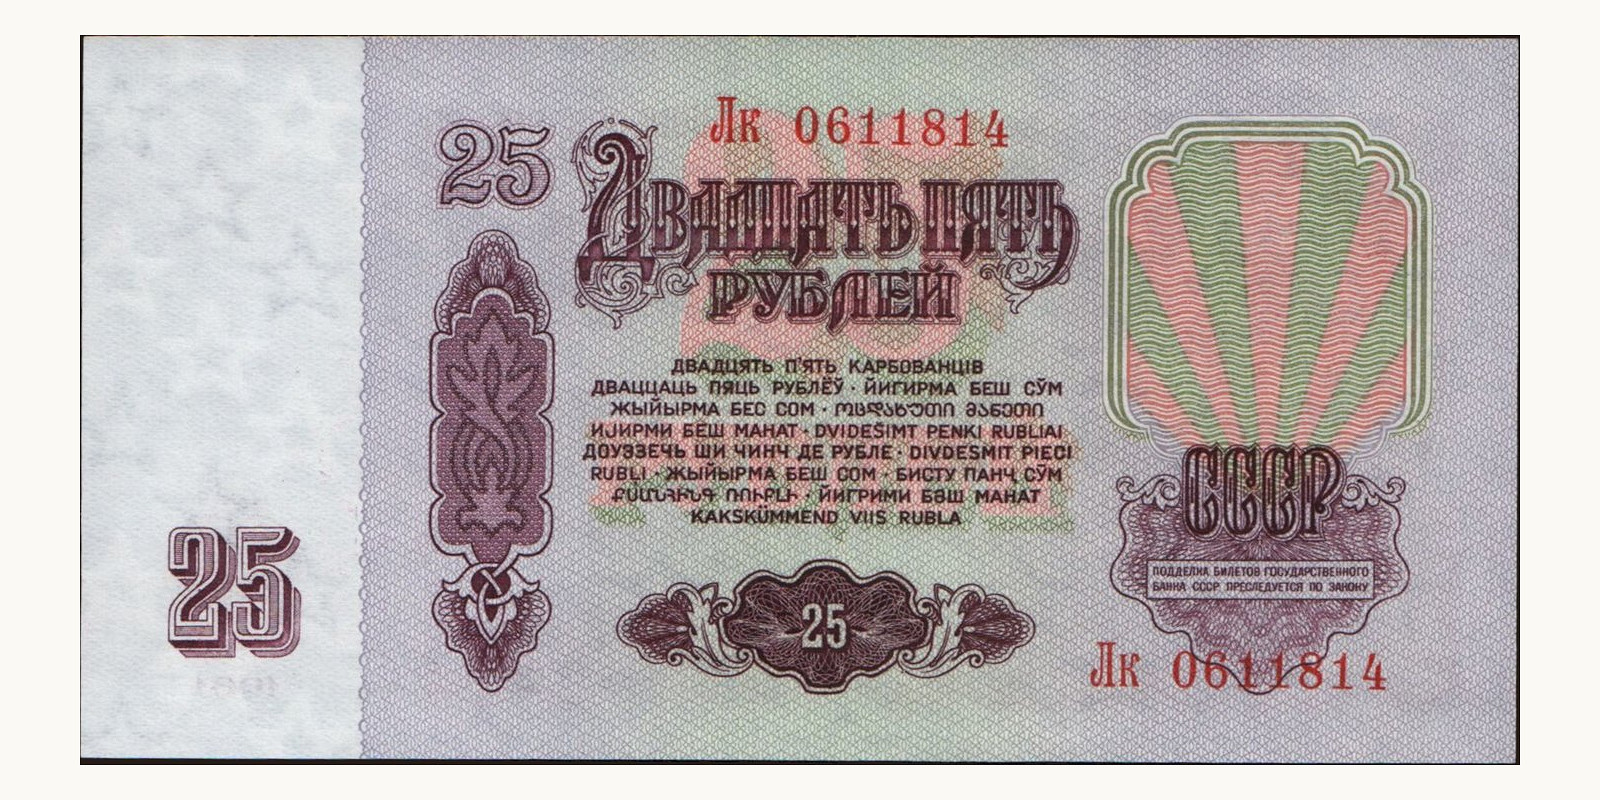 Лк 0611814
25
ДВАДЦАТЬ ПЯТЬ
РУБЛЕЙ
ДВАДЦЯТЬ П'ЯТЬ КАРБОВАНЦІВ
ДВАЦЦАЦЬ ПЯЦЬ РУБЛЁЎ · ЙИГИРМА БЕШ СЎМ
ЖЫЙЫРМА БЕС СОМ · ოცდახუთი მანეთი
ИЈИРМИ БЕШ МАНАТ · DVIDEŠIMT PENKI RUBLIAI
ДОУЭЗЕЧЬ ШИ ЧИНЧ ДЕ РУБЛЕ · DIVDESMIT PIECI
RUBĻI · ЖЫЙЫРМА БЕШ СОМ · БИСТУ ПАНҶ СЎМ
ՔՍԱՆՀԻՆԳ ՌՈՒԲԼԻ · ЙИГРИМИ БӘШ МАНАТ
KAKSKÜMMEND VIIS RUBLA
СССР
ПОДДЕЛКА БИЛЕТОВ ГОСУДАРСТВЕННОГО
БАНКА СССР ПРЕСЛЕДУЕТСЯ ПО ЗАКОНУ
25
25
Лк 0611814